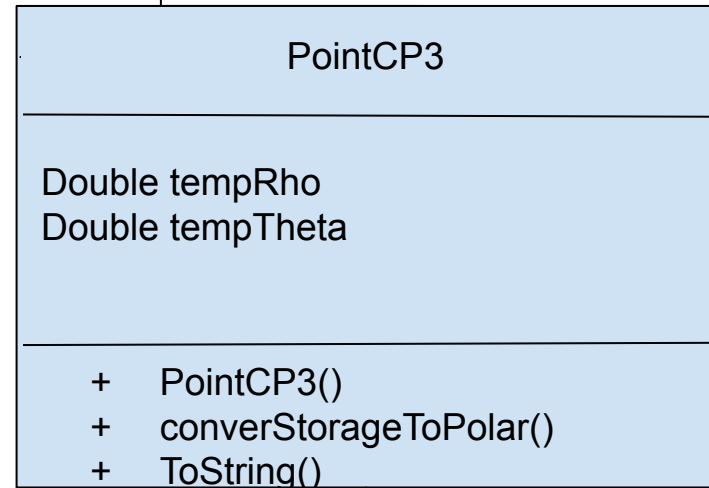 PointCP3
Double tempRho
Double tempTheta
+ PointCP3()
+ converStorageToPolar()
+ ToString()